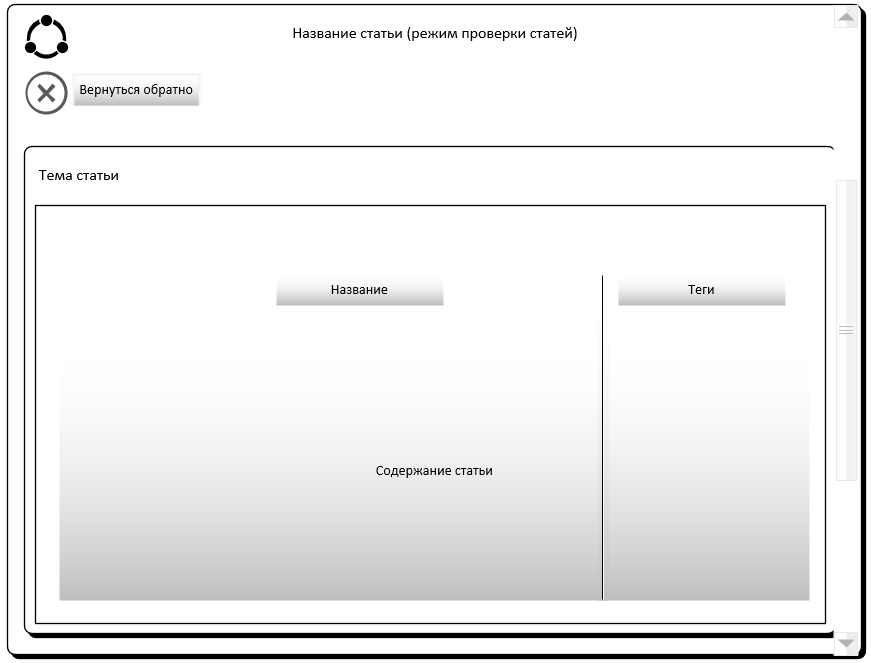 Название статьи (режим проверки статей)
Вернуться обратно
Тема статьи
Название
Теги
Содержание статьи